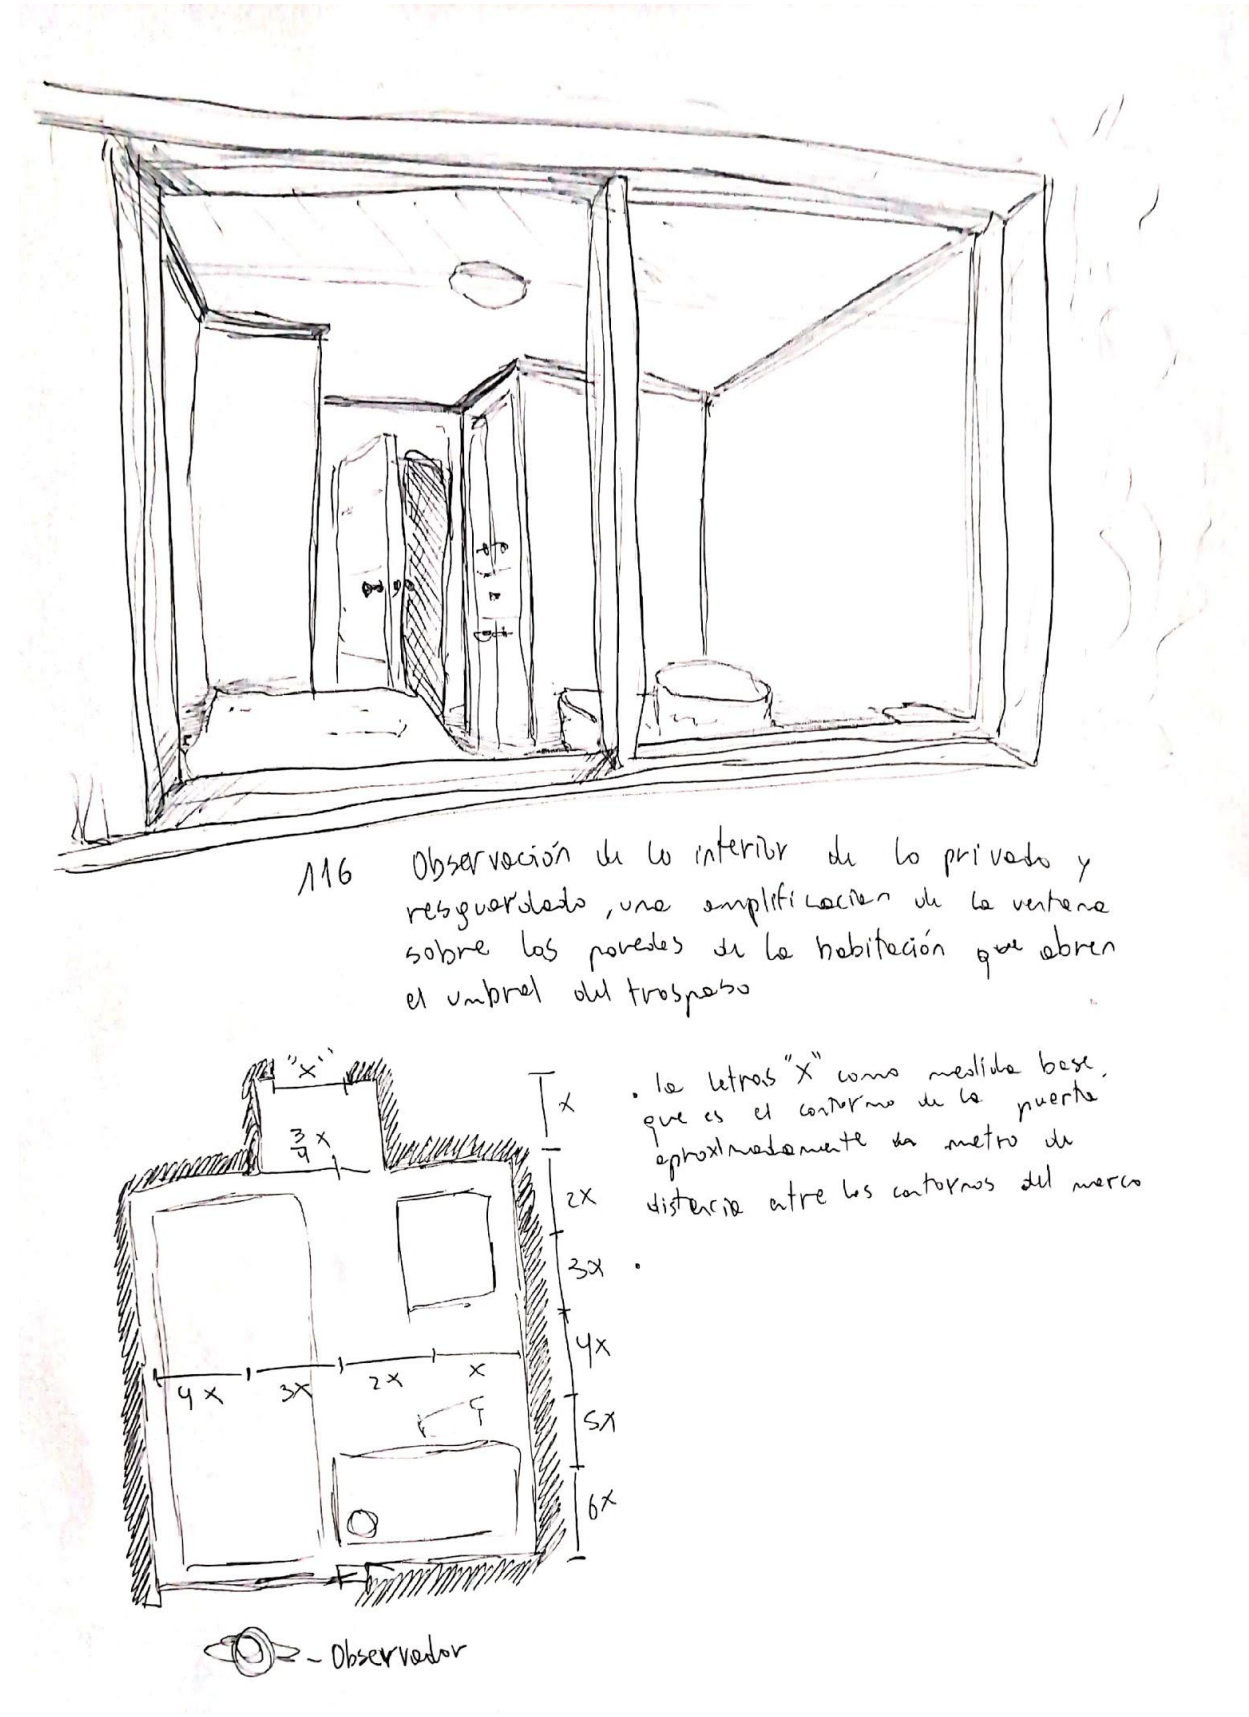 116
Observación de lo interior de lo privado y
resguardado, una amplificacion de la ventana
sobre las paredes de la habitación que abren
el umbral del traspaso
"x"
3/4 x
x
2x
3x
4x
5x
6x
4x
3x
2x
x
· la letras "x" como medida base,
que es el contorno de la puerta
aproximadamente un metro de
distancia entre los contornos del marco
·
- Observador